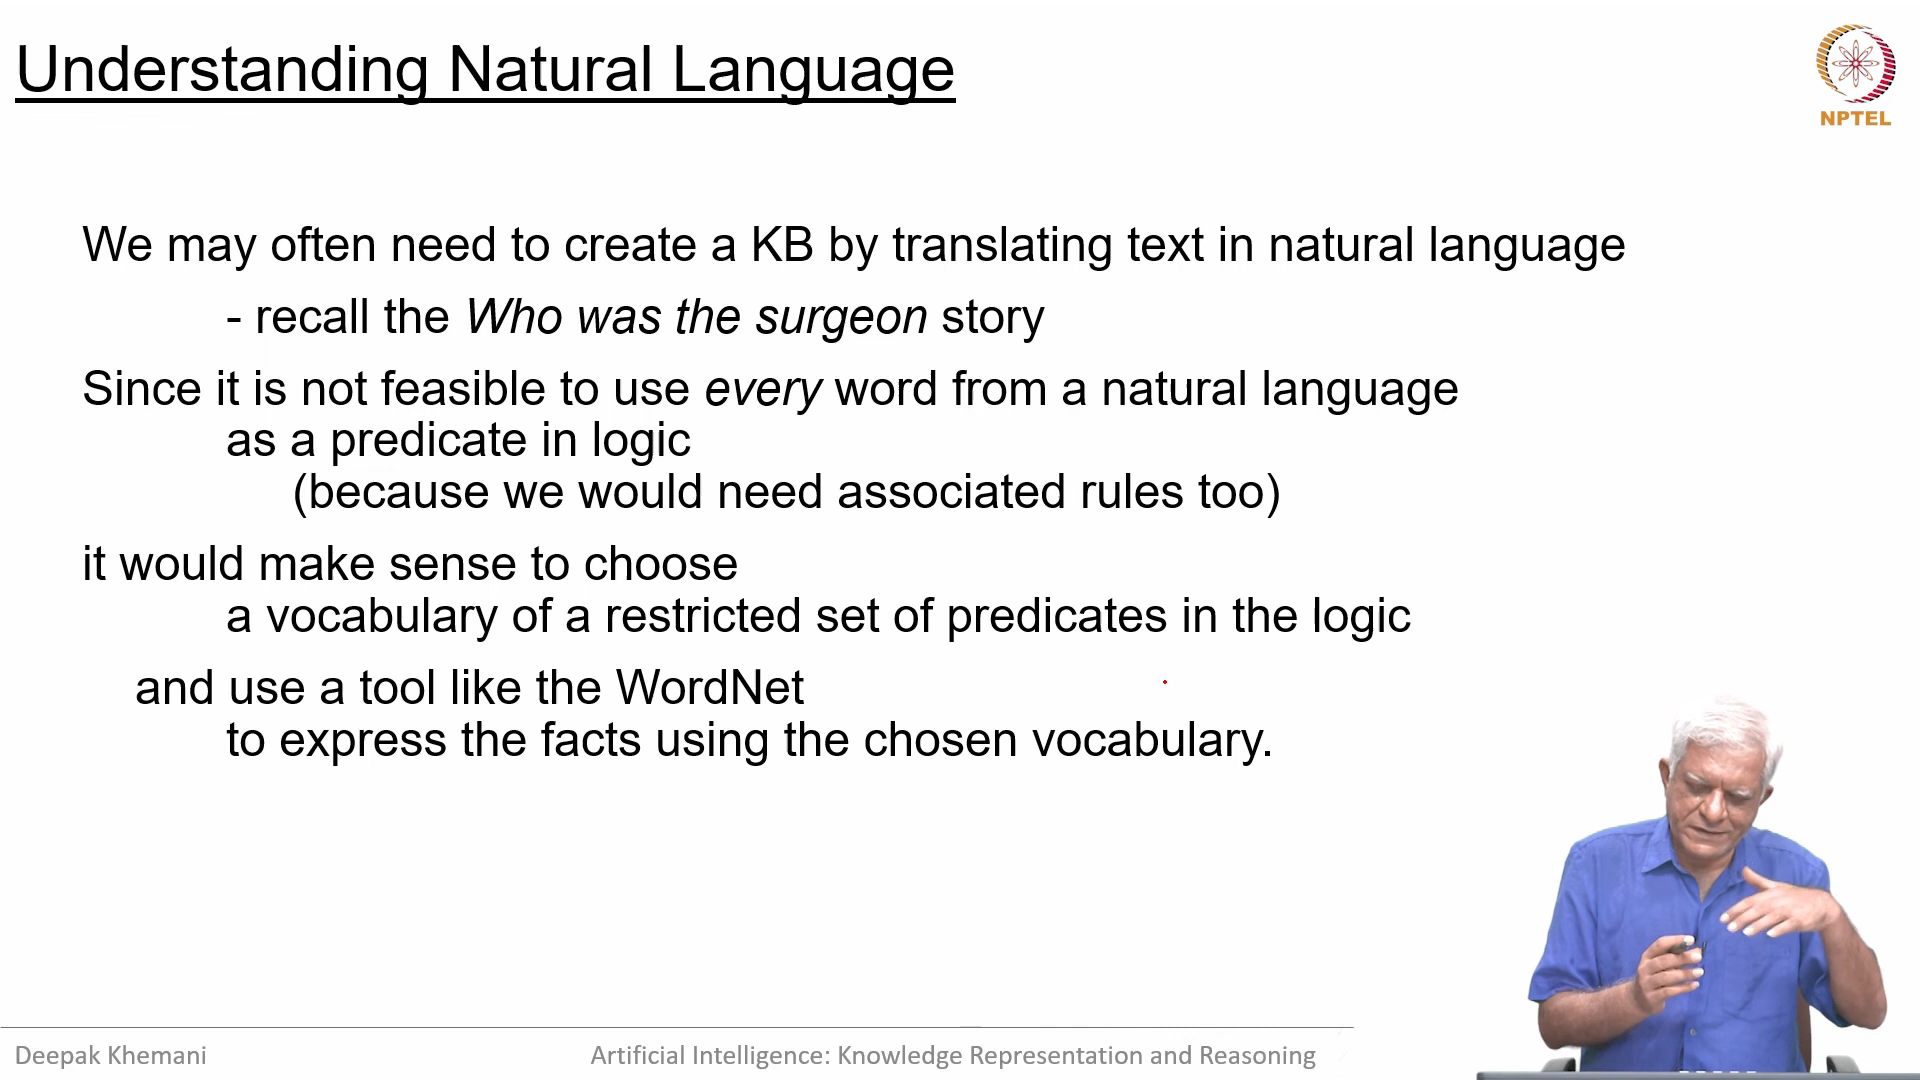 Understanding Natural Language
NPTEL
We may often need to create a KB by translating text in natural language
- recall the Who was the surgeon story
Since it is not feasible to use every word from a natural language
as a predicate in logic
(because we would need associated rules too)
it would make sense to choose
a vocabulary of a restricted set of predicates in the logic
and use a tool like the WordNet
to express the facts using the chosen vocabulary.
Deepak Khemani
Artificial Intelligence: Knowledge Representation and Reasoning